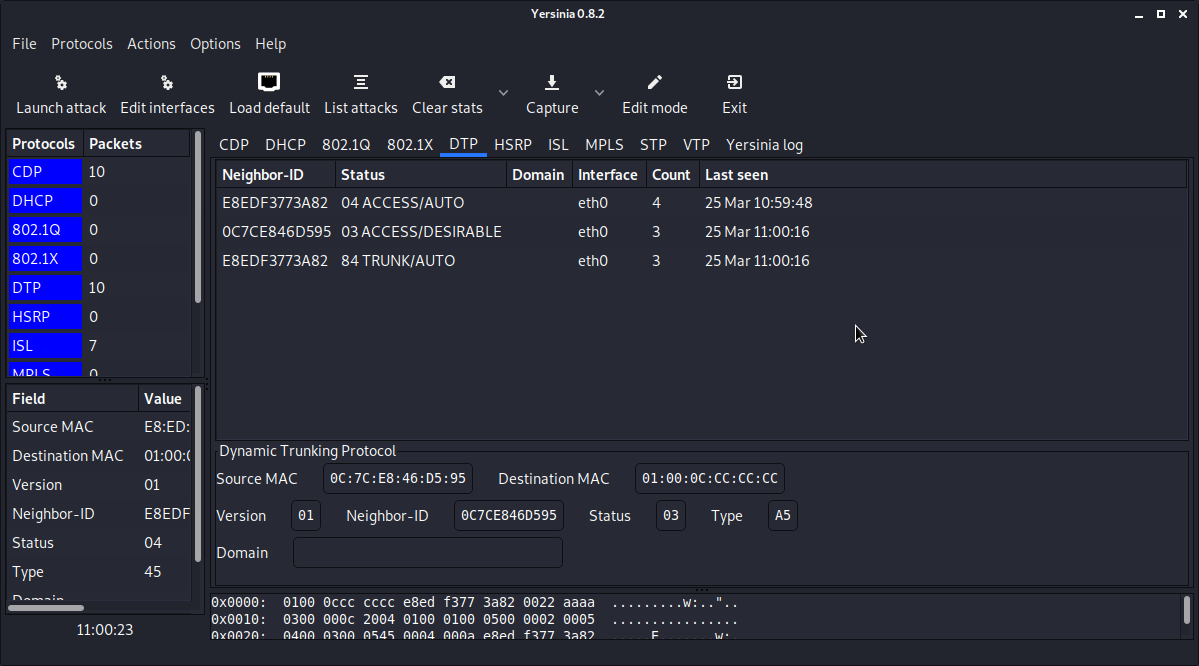 Yersinia 0.8.2
File Protocols Actions Options Help
Launch attack Edit interfaces Load default List attacks Clear stats Capture Edit mode Exit
Protocols Packets
CDP 10
DHCP 0
802.1Q 0
802.1X 0
DTP 10
HSRP 0
ISL 7
MPLS 0
Field Value
Source MAC E8:ED:
Destination MAC 01:00:0
Version 01
Neighbor-ID E8EDF
Status 04
Type 45
Domain
11:00:23
CDP DHCP 802.1Q 802.1X DTP HSRP ISL MPLS STP VTP Yersinia log
Neighbor-ID Status Domain Interface Count Last seen
E8EDF3773A82 04 ACCESS/AUTO eth0 4 25 Mar 10:59:48
0C7CE846D595 03 ACCESS/DESIRABLE eth0 3 25 Mar 11:00:16
E8EDF3773A82 84 TRUNK/AUTO eth0 3 25 Mar 11:00:16
Dynamic Trunking Protocol
Source MAC 0C:7C:E8:46:D5:95 Destination MAC 01:00:0C:CC:CC:CC
Version 01 Neighbor-ID 0C7CE846D595 Status 03 Type A5
Domain
0x0000: 0100 0ccc cccc e8ed f377 3a82 0022 aaaa .........w:.."..
0x0010: 0300 000c 2004 0100 0100 0500 0002 0005 ................
0x0020: 0400 0300 0545 0004 000a e8ed f377 3a82 .....E.......w:.